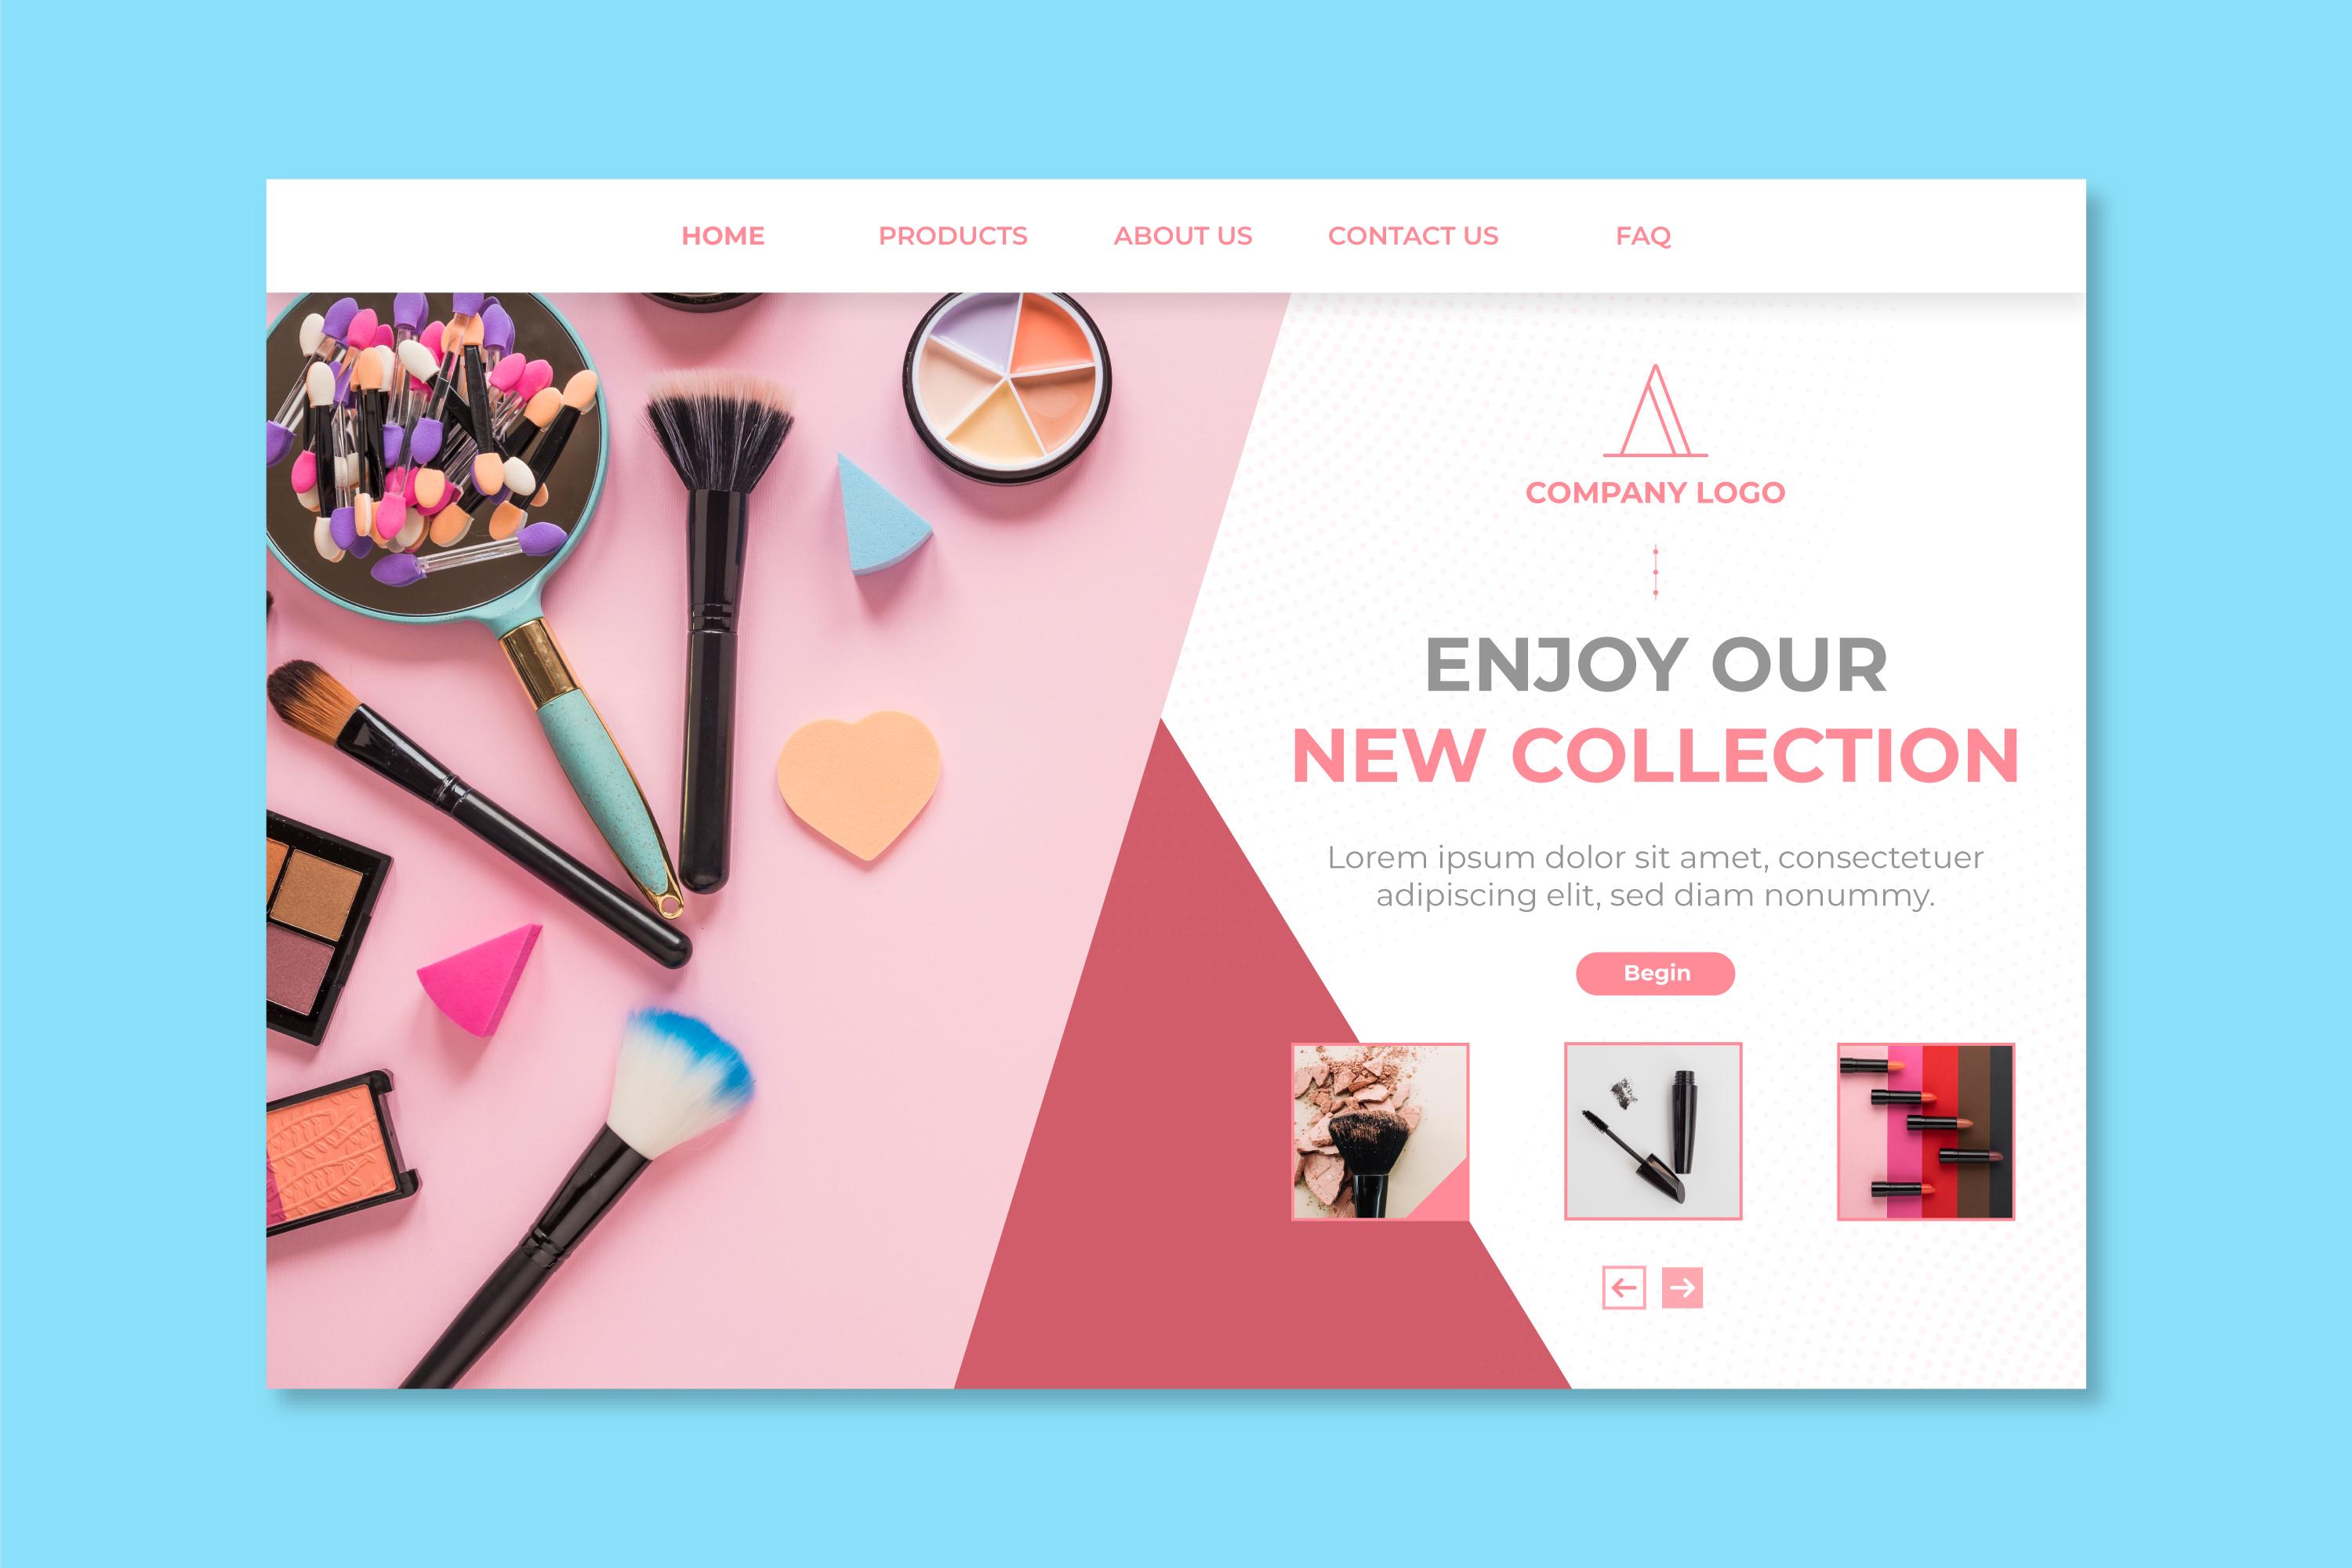 HOME PRODUCTS ABOUT US CONTACT US FAQ
COMPANY LOGO
ENJOY OUR
NEW COLLECTION
Lorem ipsum dolor sit amet, consectetuer
adipiscing elit, sed diam nonummy.
Begin